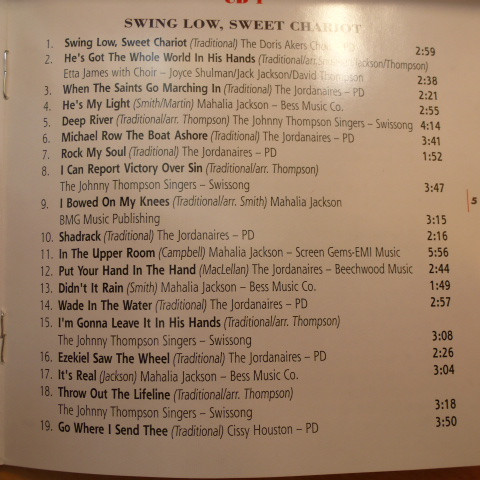 CD 1
SWING LOW, SWEET CHARIOT
1. Swing Low, Sweet Chariot (Traditional) The Doris Akers Choir – PD 2:59
2. He's Got The Whole World In His Hands (Traditional/arr. Shulman/Jackson/Thompson)
Etta James with Choir – Joyce Shulman/Jack Jackson/David Thompson 2:38
3. When The Saints Go Marching In (Traditional) The Jordanaires – PD 2:21
4. He's My Light (Smith/Martin) Mahalia Jackson – Bess Music Co. 2:55
5. Deep River (Traditional/arr. Thompson) The Johnny Thompson Singers – Swissong 4:14
6. Michael Row The Boat Ashore (Traditional) The Jordanaires – PD 3:41
7. Rock My Soul (Traditional) The Jordanaires – PD 1:52
8. I Can Report Victory Over Sin (Traditional/arr. Thompson)
The Johnny Thompson Singers – Swissong 3:47
9. I Bowed On My Knees (Traditional/arr. Smith) Mahalia Jackson
BMG Music Publishing 3:15
10. Shadrack (Traditional) The Jordanaires – PD 2:16
11. In The Upper Room (Campbell) Mahalia Jackson – Screen Gems-EMI Music 5:56
12. Put Your Hand In The Hand (MacLellan) The Jordanaires – Beechwood Music 2:44
13. Didn't It Rain (Smith) Mahalia Jackson – Bess Music Co. 1:49
14. Wade In The Water (Traditional) The Jordanaires – PD 2:57
15. I'm Gonna Leave It In His Hands (Traditional/arr. Thompson)
The Johnny Thompson Singers – Swissong 3:08
16. Ezekiel Saw The Wheel (Traditional) The Jordanaires – PD 2:26
17. It's Real (Jackson) Mahalia Jackson – Bess Music Co. 3:04
18. Throw Out The Lifeline (Traditional/arr. Thompson)
The Johnny Thompson Singers – Swissong 3:18
19. Go Where I Send Thee (Traditional) Cissy Houston – PD 3:50
5